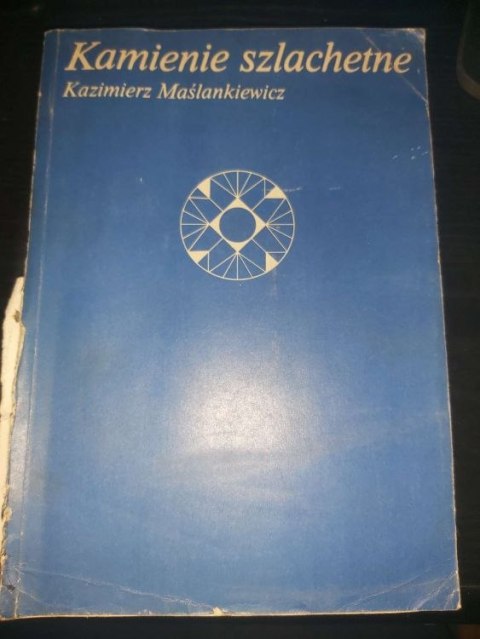 Kamienie szlachetne
Kazimierz Maślankiewicz